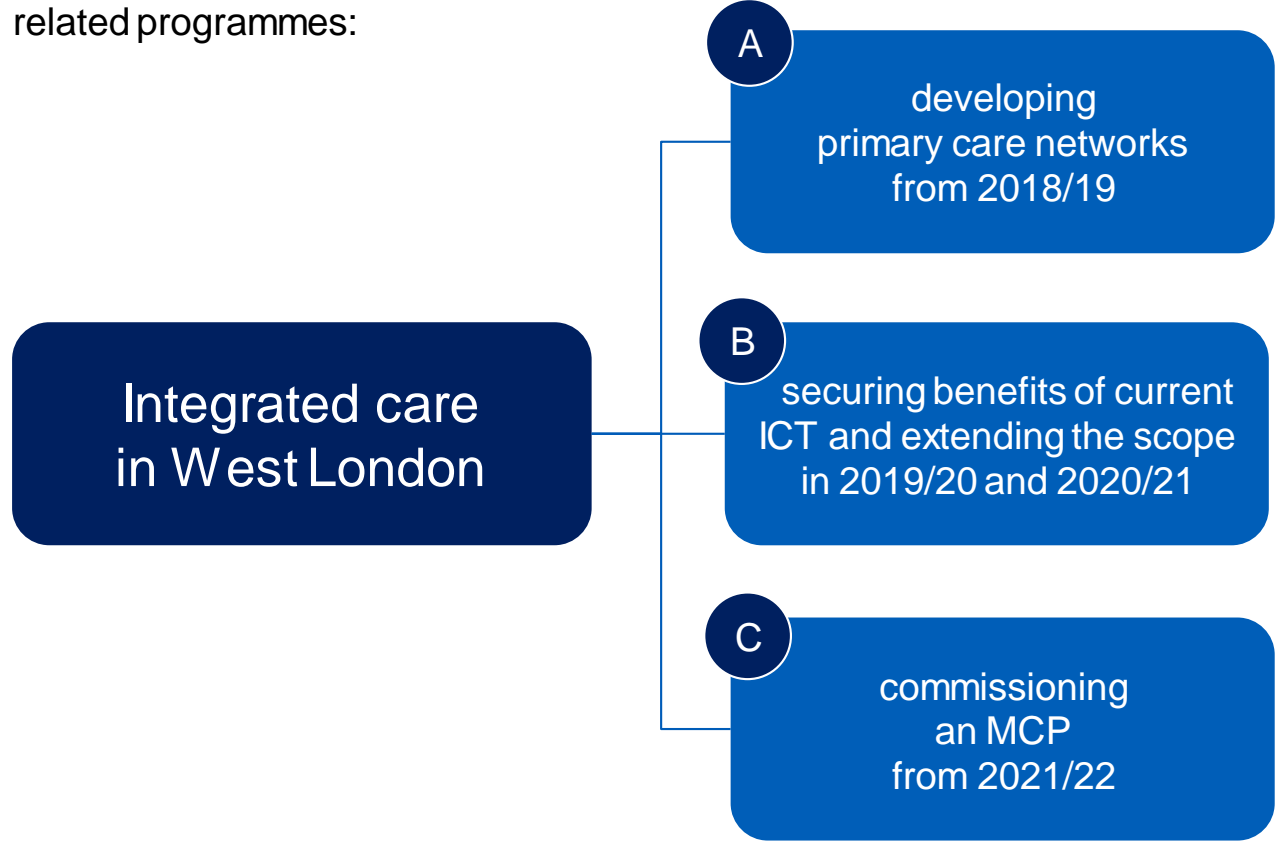 related programmes:
A
developing
primary care networks
from 2018/19
Integrated care
in West London
B
securing benefits of current
ICT and extending the scope
in 2019/20 and 2020/21
C
commissioning
an MCP
from 2021/22